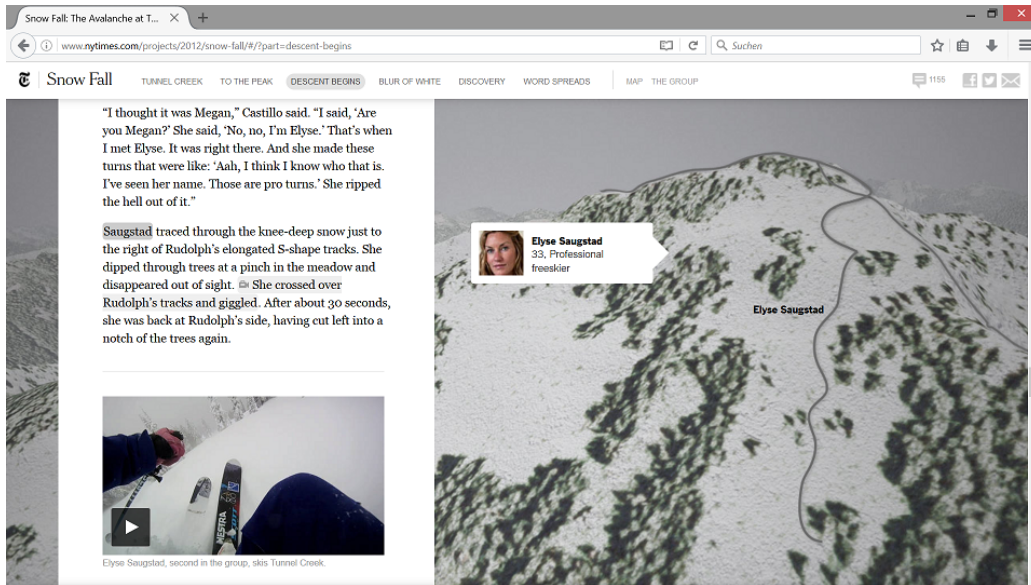 Snow Fall: The Avalanche at T...
www.nytimes.com/projects/2012/snow-fall/#/?part=descent-begins
Suchen
Snow Fall
TUNNEL CREEK
TO THE PEAK
DESCENT BEGINS
BLUR OF WHITE
DISCOVERY
WORD SPREADS
MAP
THE GROUP
1155
“I thought it was Megan,” Castillo said. “I said, ‘Are
you Megan?’ She said, ‘No, no, I’m Elyse.’ That’s when
I met Elyse. It was right there. And she made these
turns that were like: ‘Aah, I think I know who that is.
I’ve seen her name. Those are pro turns.’ She ripped
the hell out of it.”
Saugstad traced through the knee-deep snow just to
the right of Rudolph’s elongated S-shape tracks. She
dipped through trees at a pinch in the meadow and
disappeared out of sight. She crossed over
Rudolph’s tracks and giggled. After about 30 seconds,
she was back at Rudolph’s side, having cut left into a
notch of the trees again.
Elyse Saugstad, second in the group, skis Tunnel Creek.
Elyse Saugstad
33, Professional
freeskier
Elyse Saugstad